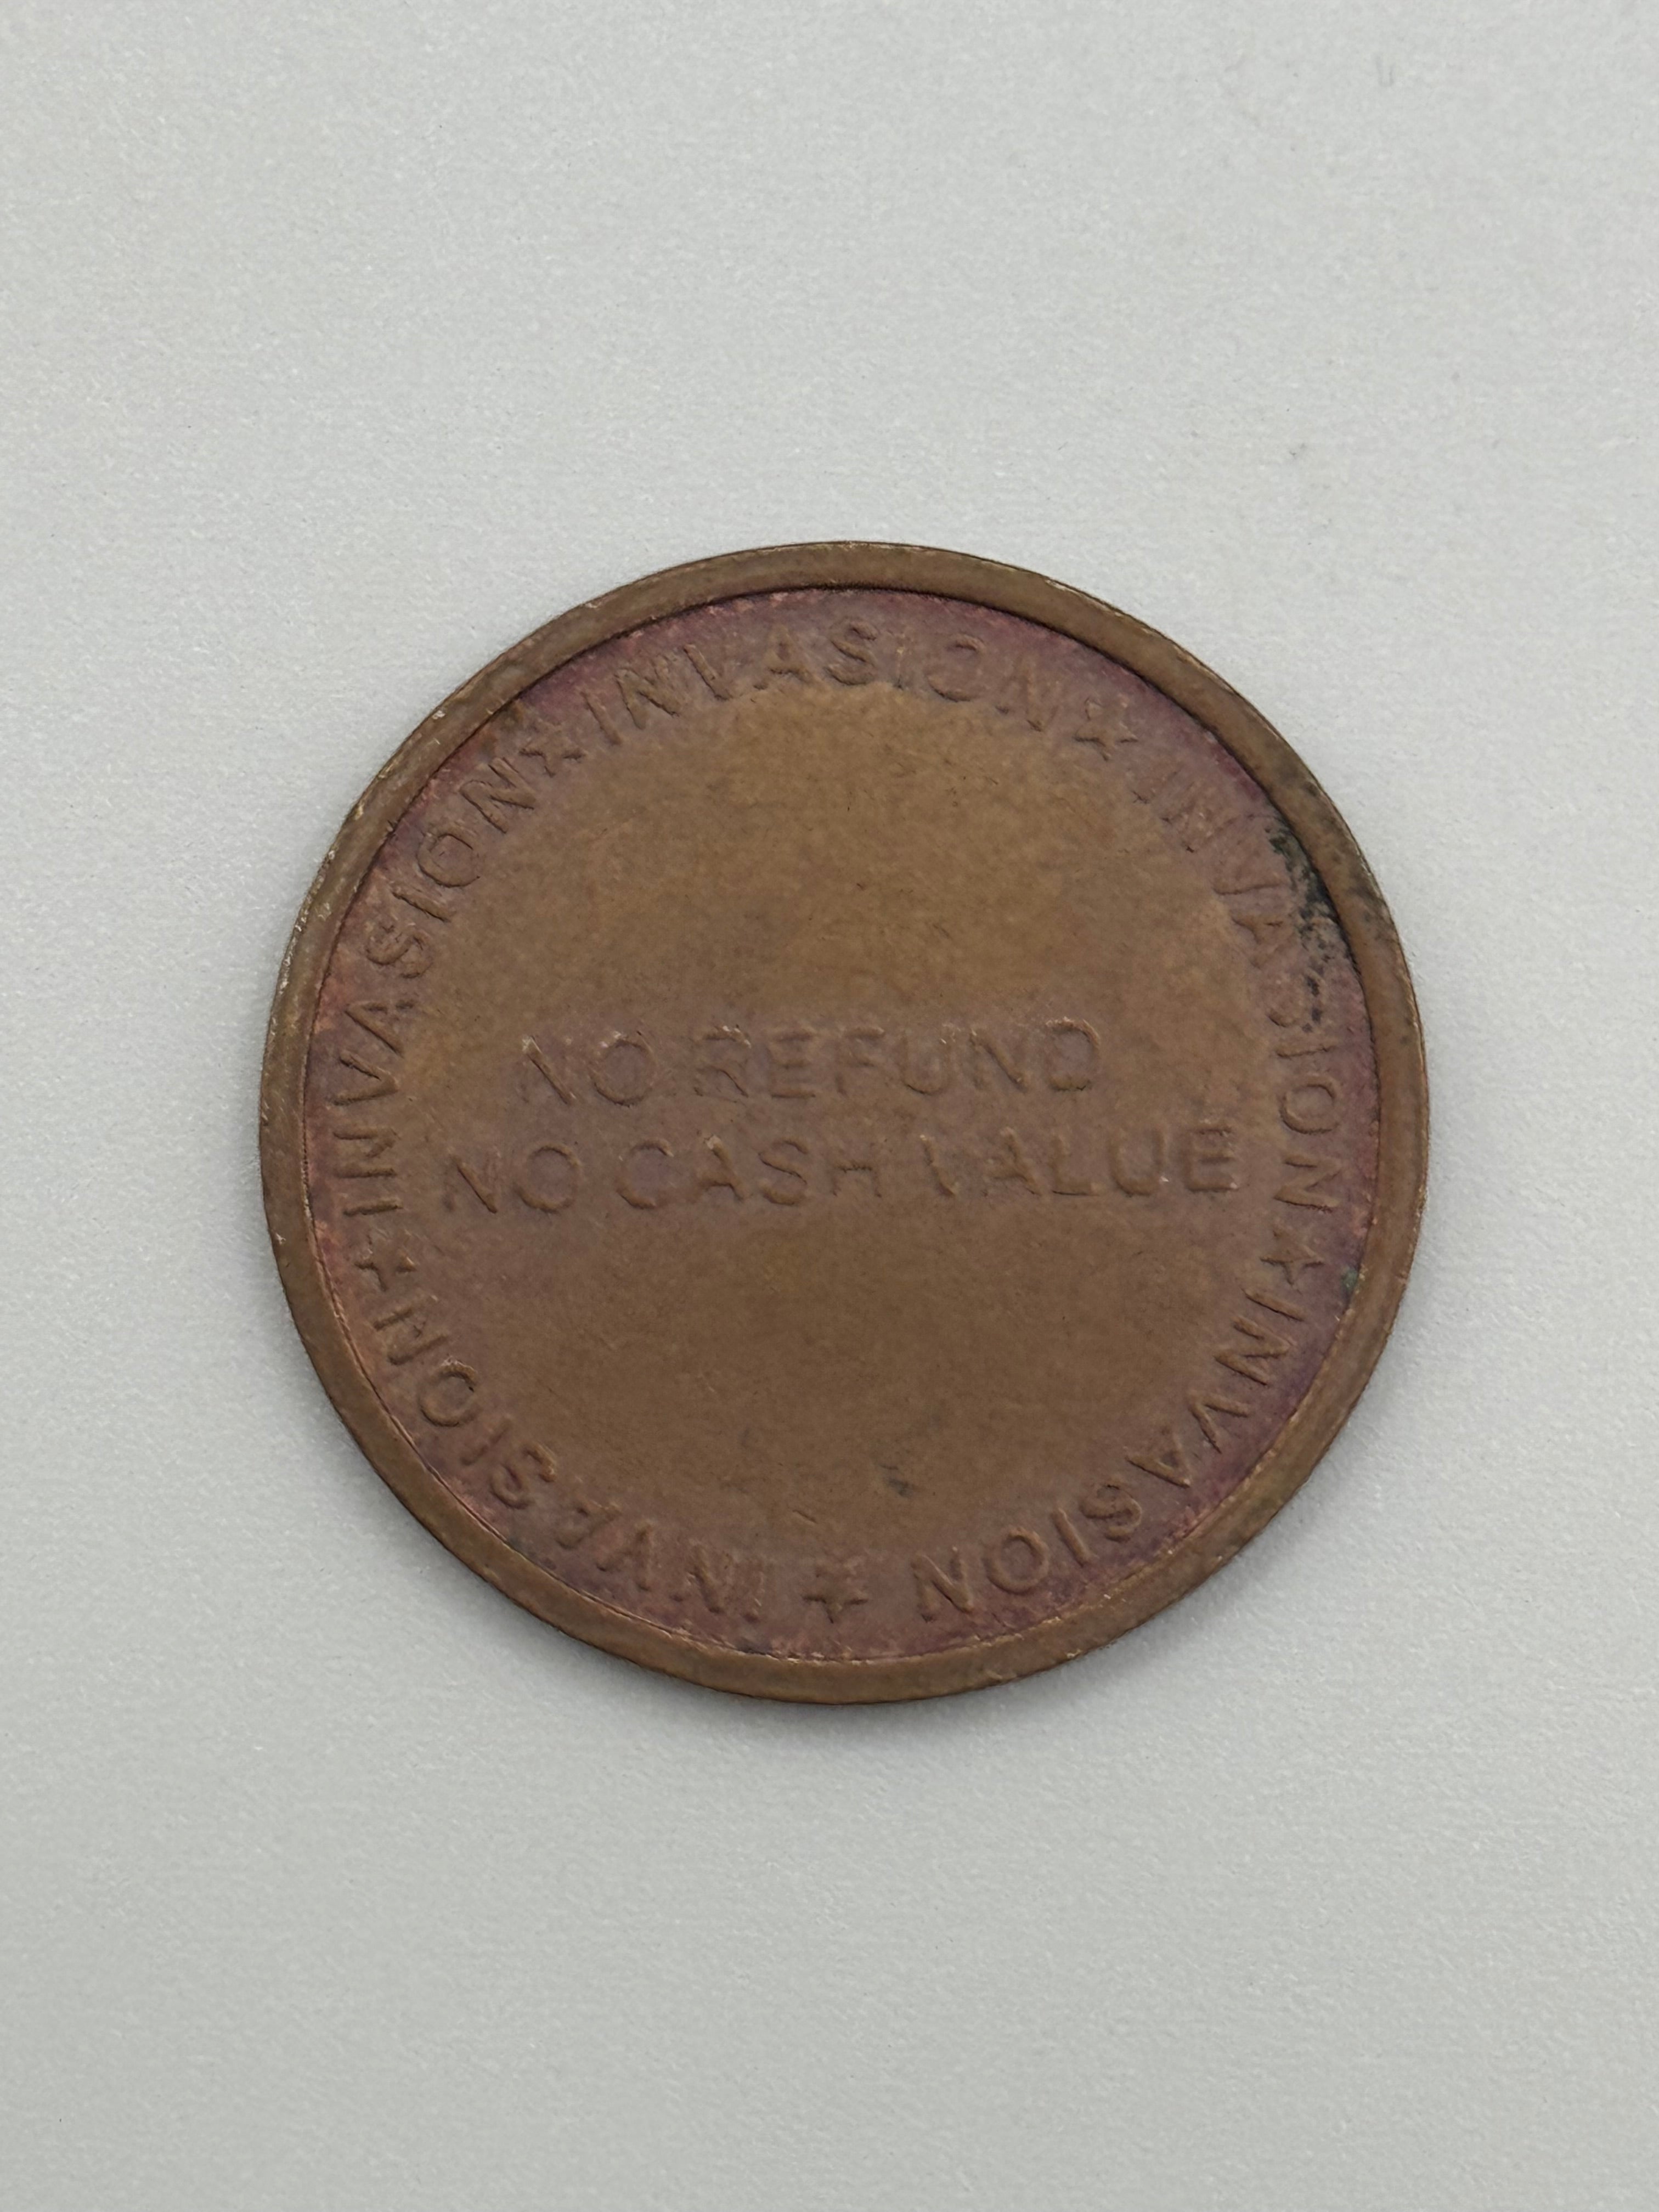 INVASION☆INVASION☆INVASION☆INVASION☆INVASION☆
NO REFUND
NO CASH VALUE